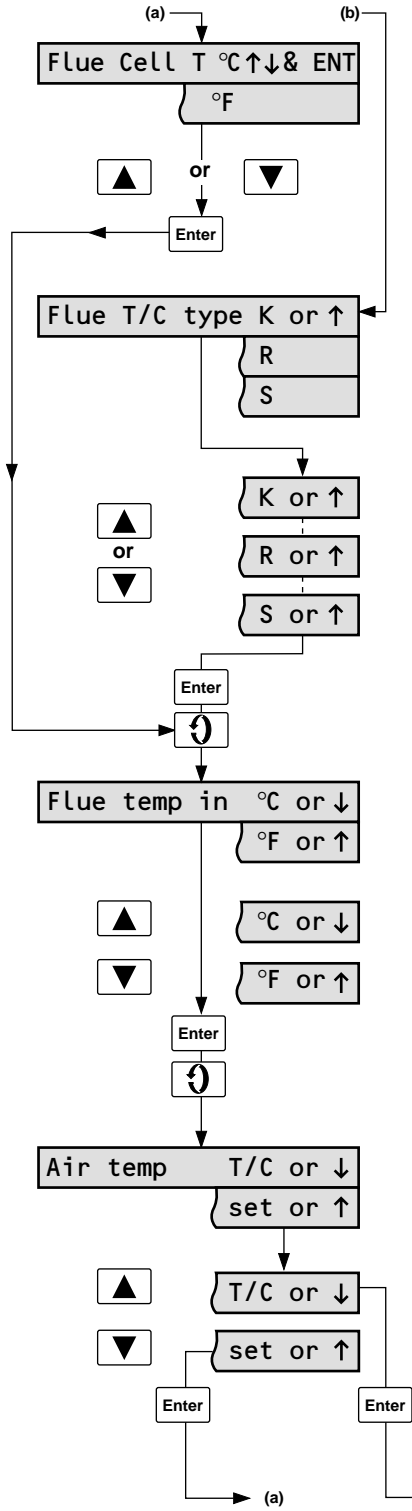 (a) (b)
Flue Cell T °C↑↓& ENT
°F
or
Enter
Flue T/C type K or ↑
R
S
K or ↑
or
R or ↑
S or ↑
Enter
Flue temp in °C or ↓
°F or ↑
°C or ↓
°F or ↑
Enter
Air temp T/C or ↓
set or ↑
T/C or ↓
set or ↑
Enter Enter
(a)